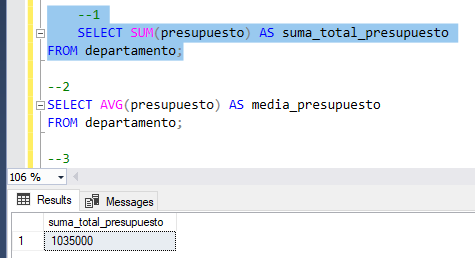 --1
SELECT SUM(presupuesto) AS suma_total_presupuesto
FROM departamento;
--2
SELECT AVG(presupuesto) AS media_presupuesto
FROM departamento;
--3
106 %
Results Messages
suma_total_presupuesto
1 1035000